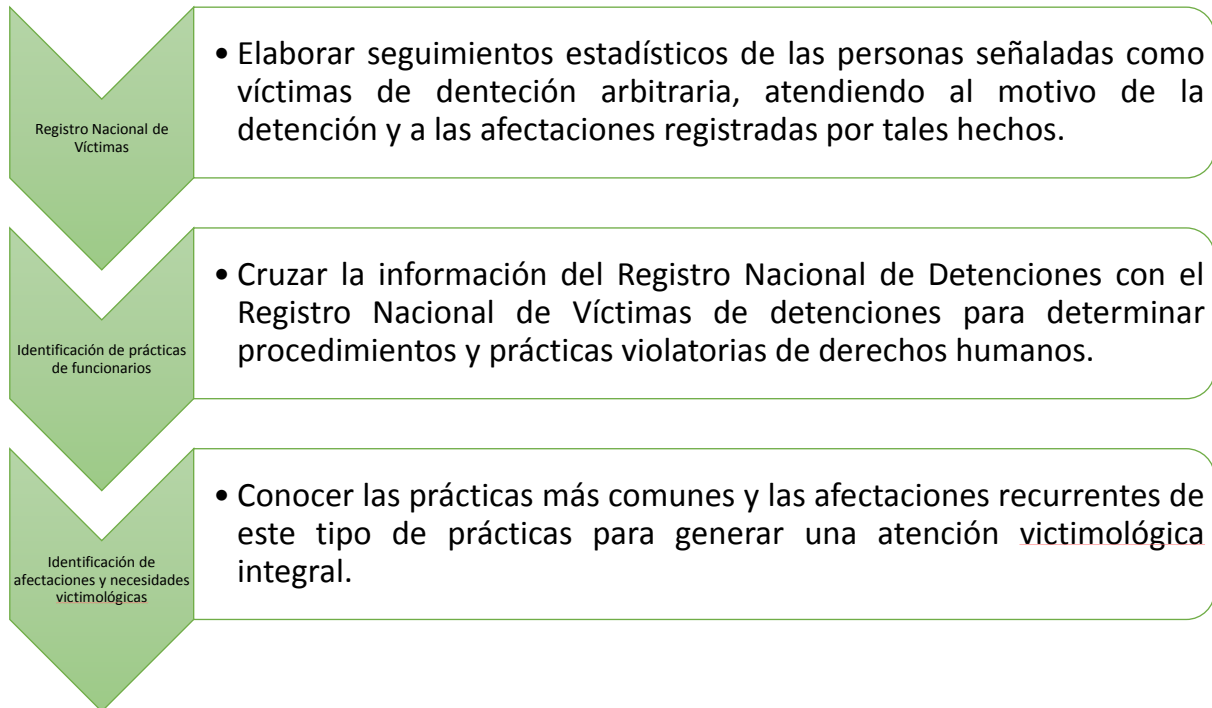 Registro Nacional de
Víctimas
• Elaborar seguimientos estadísticos de las personas señaladas como
víctimas de denteción arbitraria, atendiendo al motivo de la
detención y a las afectaciones registradas por tales hechos.
Identificación de prácticas
de funcionarios
• Cruzar la información del Registro Nacional de Detenciones con el
Registro Nacional de Víctimas de detenciones para determinar
procedimientos y prácticas violatorias de derechos humanos.
Identificación de
afectaciones y necesidades
victimológicas
• Conocer las prácticas más comunes y las afectaciones recurrentes de
este tipo de prácticas para generar una atención victimológica
integral.